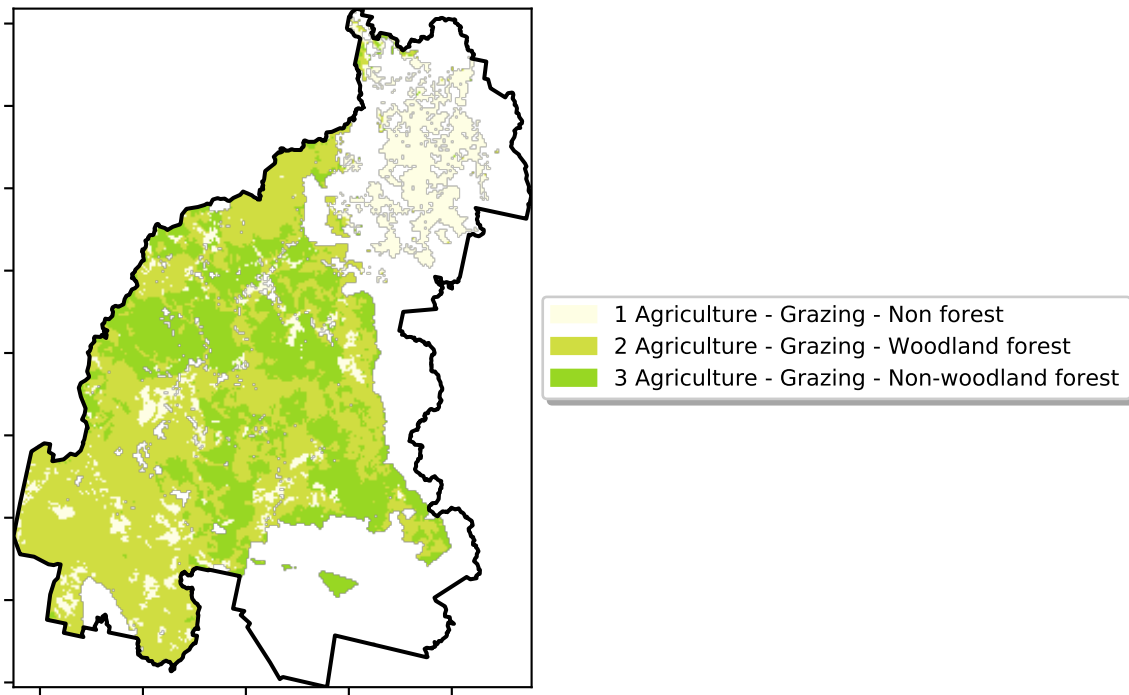 1 Agriculture - Grazing - Non forest
2 Agriculture - Grazing - Woodland forest
3 Agriculture - Grazing - Non-woodland forest